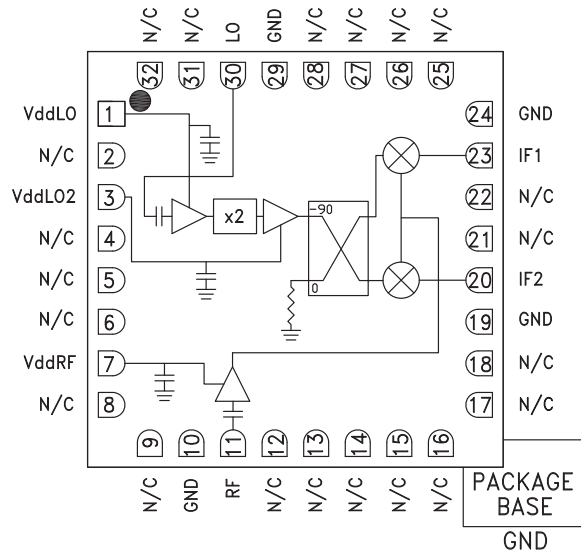 N/C N/C LO GND N/C N/C N/C N/C
32 31 30 29 28 27 26 25
VddLO 1
N/C 2
VddLO2 3
N/C 4
N/C 5
N/C 6
VddRF 7
N/C 8
x2
-90
0
24 GND
23 IF1
22 N/C
21 N/C
20 IF2
19 GND
18 N/C
17 N/C
9 10 11 12 13 14 15 16
N/C GND RF N/C N/C N/C N/C N/C
PACKAGE
BASE
GND